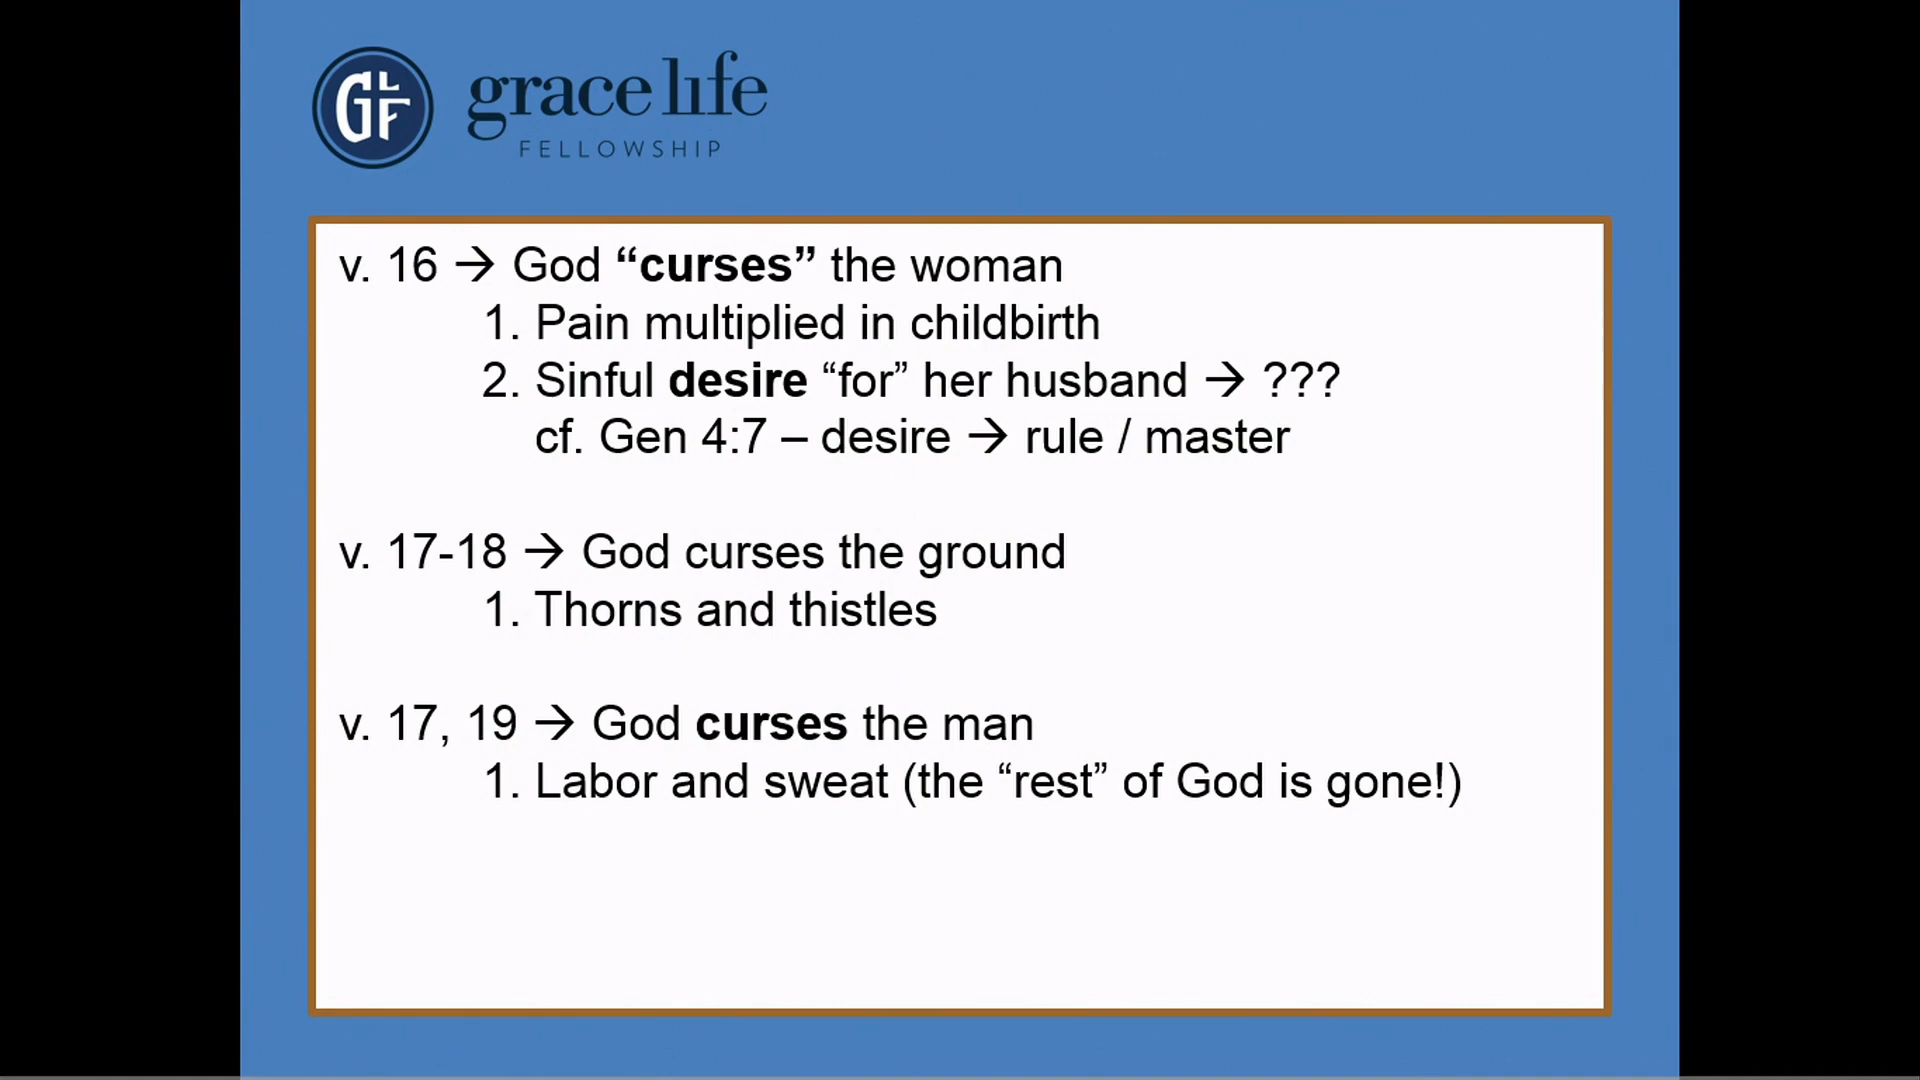 GLF
grace life
FELLOWSHIP
v. 16 → God “curses” the woman
1. Pain multiplied in childbirth
2. Sinful desire “for” her husband → ???
cf. Gen 4:7 – desire → rule / master
v. 17-18 → God curses the ground
1. Thorns and thistles
v. 17, 19 → God curses the man
1. Labor and sweat (the “rest” of God is gone!)